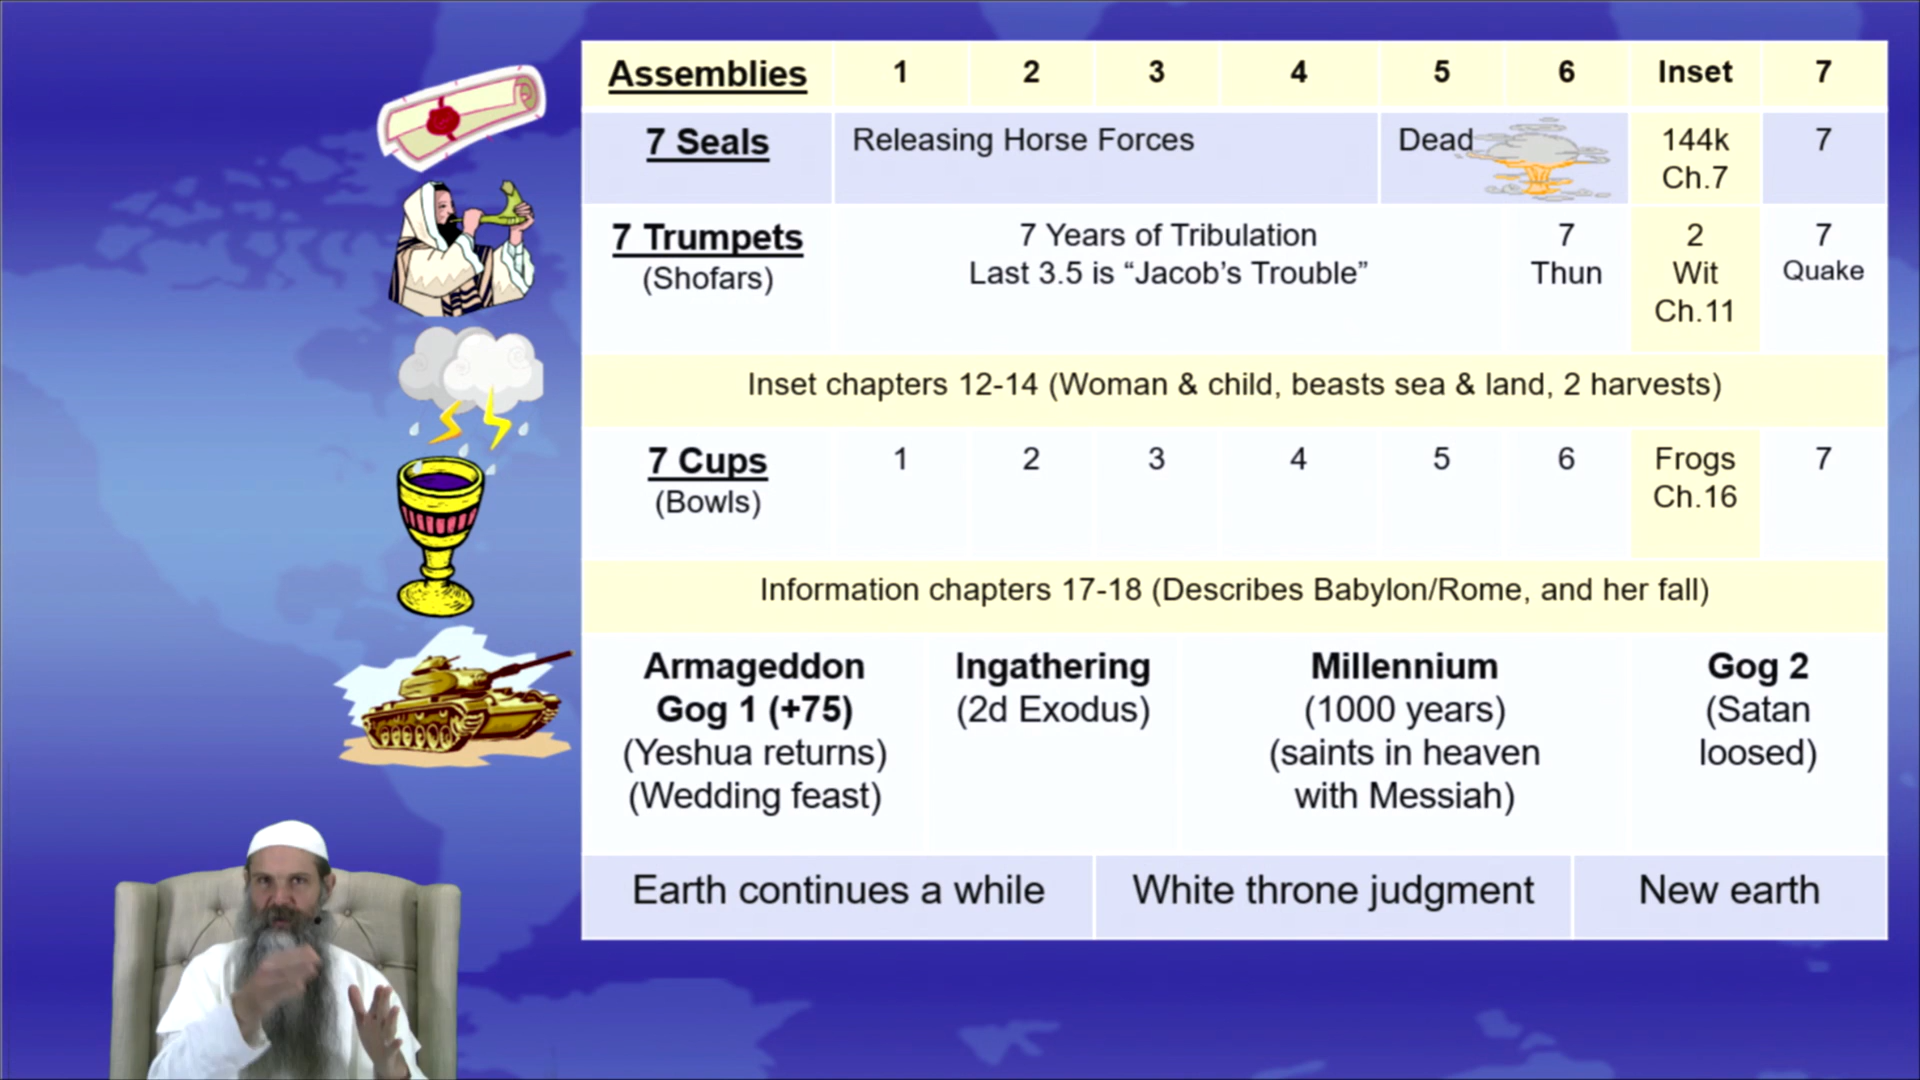 Assemblies 1 2 3 4 5 6 Inset 7
7 Seals Releasing Horse Forces Dead 144k 7
Ch.7
7 Trumpets 7 Years of Tribulation 7 2 7
(Shofars) Last 3.5 is “Jacob’s Trouble” Thun Wit Quake
Ch.11
Inset chapters 12-14 (Woman & child, beasts sea & land, 2 harvests)
7 Cups 1 2 3 4 5 6 Frogs 7
(Bowls) Ch.16
Information chapters 17-18 (Describes Babylon/Rome, and her fall)
Armageddon Ingathering Millennium Gog 2
Gog 1 (+75) (2d Exodus) (1000 years) (Satan
(Yeshua returns) (saints in heaven loosed)
(Wedding feast) with Messiah)
Earth continues a while White throne judgment New earth